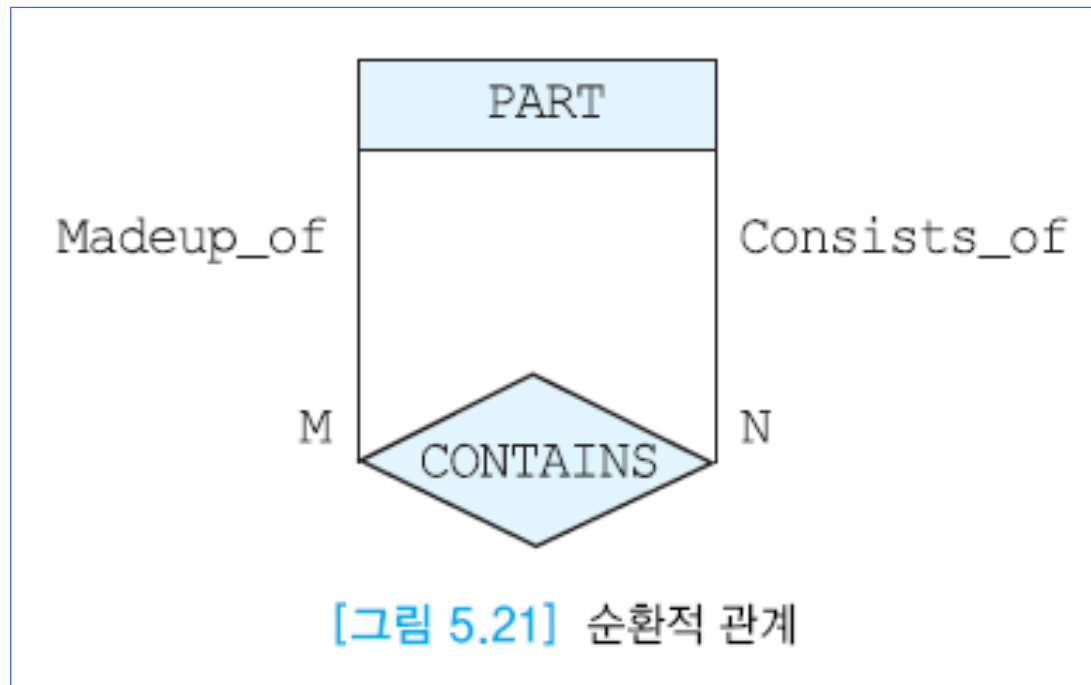 PART
Madeup_of
Consists_of
M
N
CONTAINS
[그림 5.21] 순환적 관계